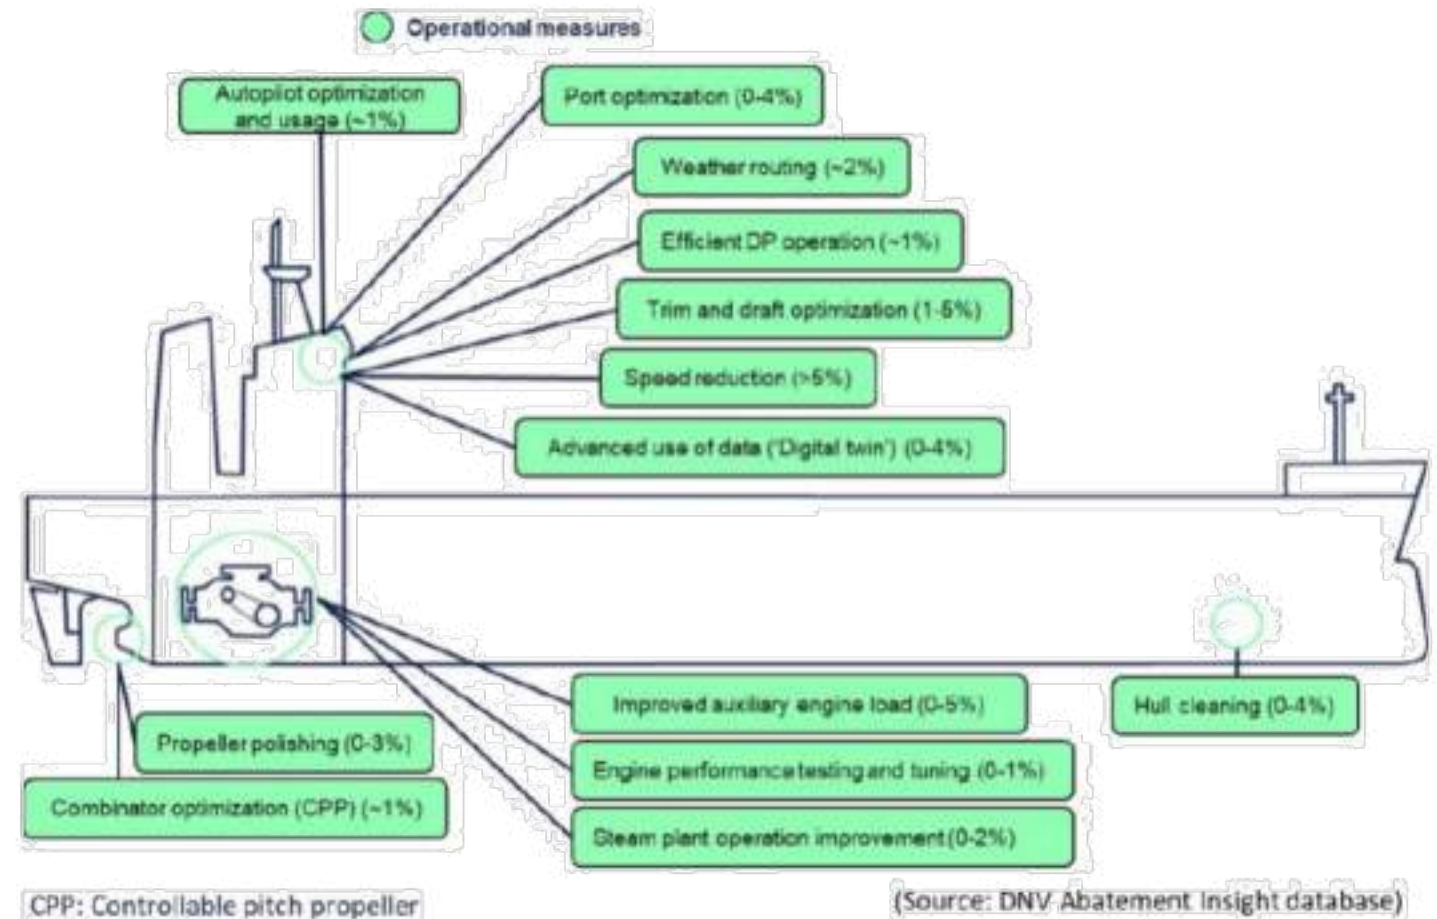 Operational measures
Autopilot optimization
and usage (~1%)
Port optimization (0-4%)
Weather routing (~2%)
Efficient DP operation (~1%)
Trim and draft optimization (1-5%)
Speed reduction (>5%)
Advanced use of data ('Digital twin') (0-4%)
Improved auxiliary engine load (0-5%)
Hull cleaning (0-4%)
Propeller polishing (0-3%)
Engine performance testing and tuning (0-1%)
Combinator optimization (CPP) (~1%)
Steam plant operation improvement (0-2%)
CPP: Controllable pitch propeller
(Source: DNV Abatement Insight database)